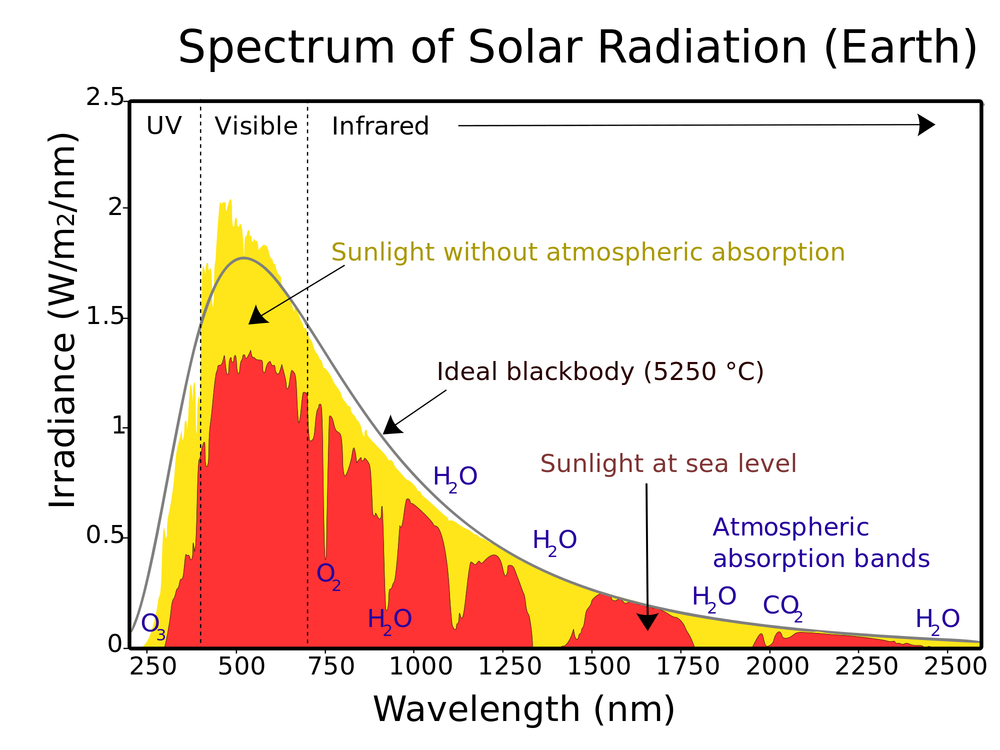 Spectrum of Solar Radiation (Earth)
Irradiance (W/m2/nm)
2.5
2
1.5
1
0.5
0
UV Visible Infrared
Sunlight without atmospheric absorption
Ideal blackbody (5250 °C)
H₂O
Sunlight at sea level
H₂O
Atmospheric
absorption bands
O₂
H₂O
CO₂
O₃
H₂O
H₂O
250 500 750 1000 1250 1500 1750 2000 2250 2500
Wavelength (nm)